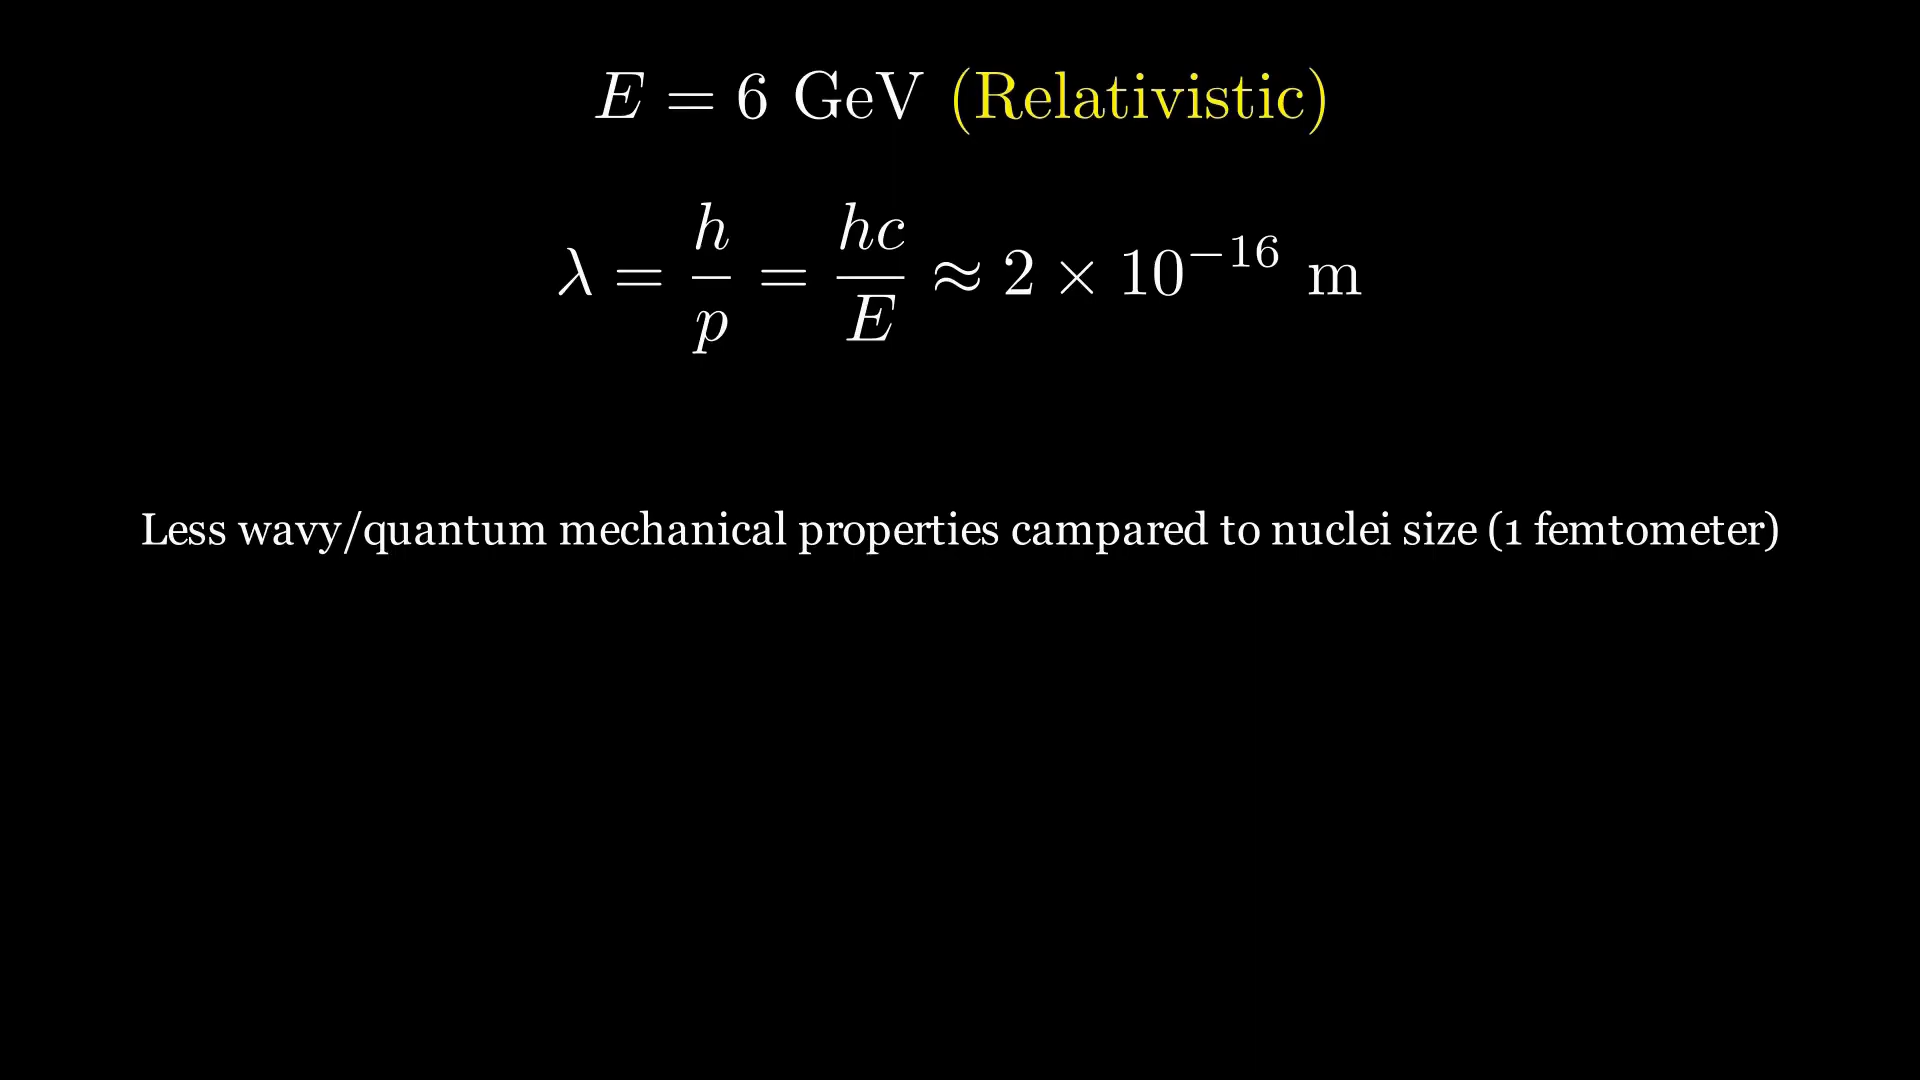 E = 6 GeV (Relativistic)
λ = h/p = hc/E ≈ 2 × 10⁻¹⁶ m
Less wavy/quantum mechanical properties campared to nuclei size (1 femtometer)